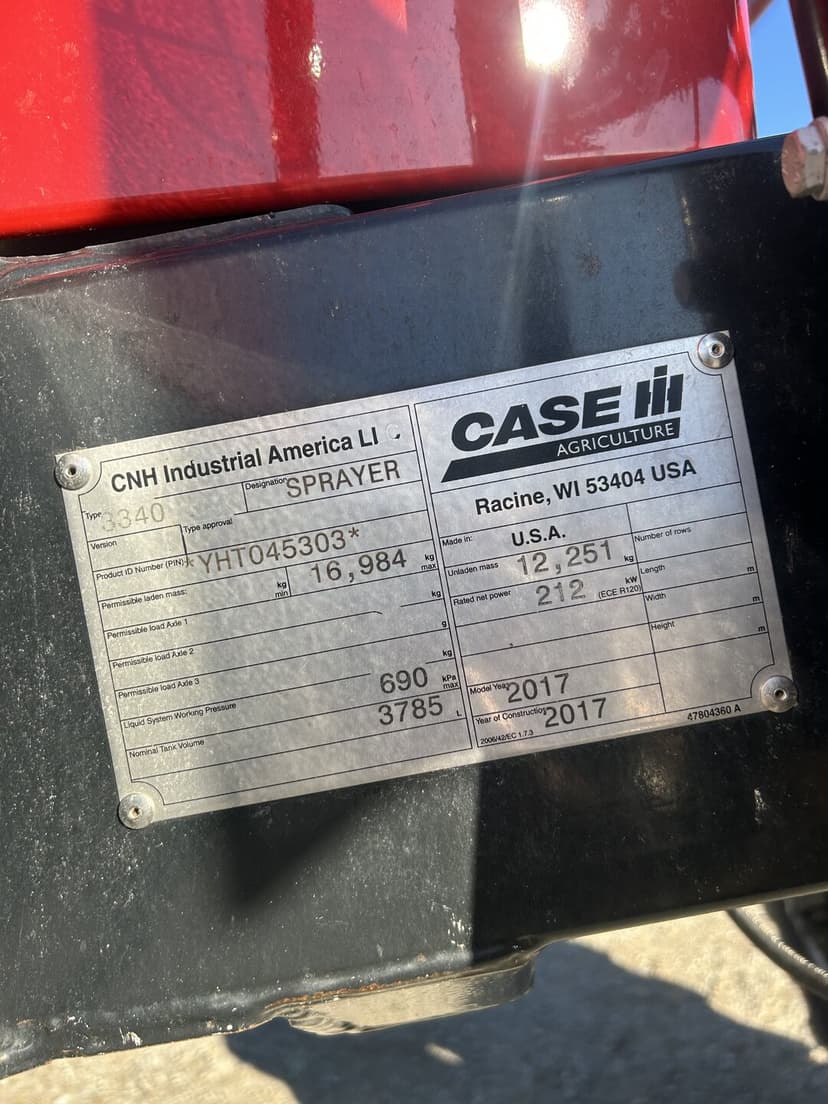 CNH Industrial America LLC
Type 3340
Designation SPRAYER
Version
Type approval
Product ID Number (PIN) *YHT045303*
Permissible laden mass: kg min 16,984 kg max
Permissible load Axle 1 kg
Permissible load Axle 2 g
Permissible load Axle 3 kg
Liquid System Working Pressure 690 kPa max
Nominal Tank Volume 3785 L
CASE IH
AGRICULTURE
Racine, WI 53404 USA
Made in: U.S.A.
Unladen mass 12,251 kg
Rated net power 212 kW (ECE R120)
Number of rows
Length m
Width m
Height m
Model Year 2017
Year of Construction 2017
2006/42/EC 1.7.3
47804360 A